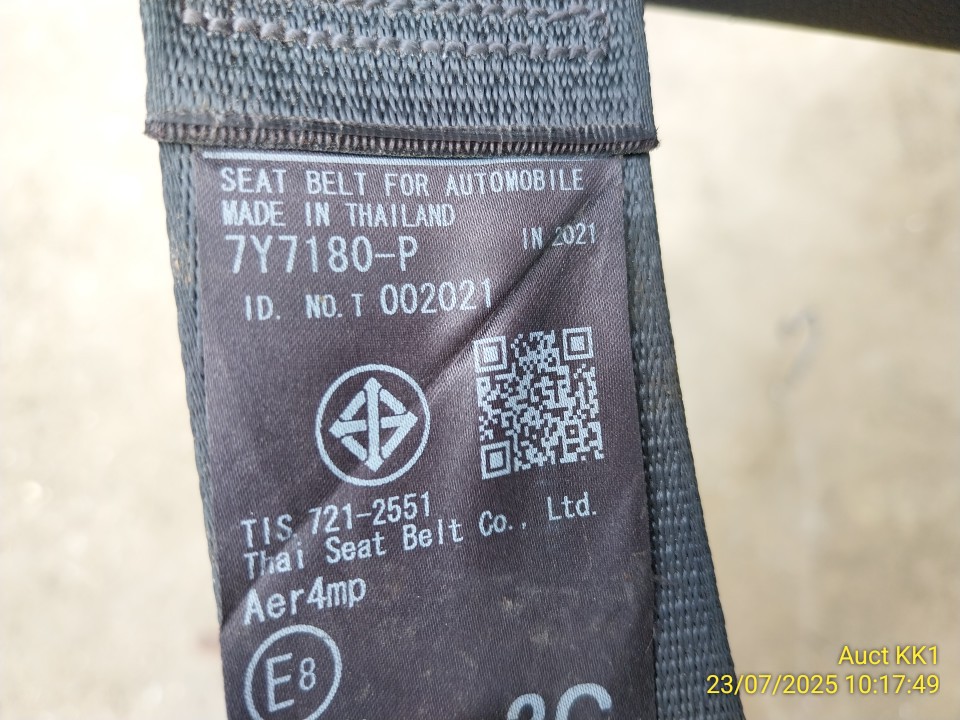 SEAT BELT FOR AUTOMOBILE
MADE IN THAILAND
7Y7180-P
IN 2021
ID. NO.T 002021
TIS 721-2551
Thai Seat Belt Co., Ltd.
Aer4mp
E8
Auct KK1
23/07/2025 10:17:49